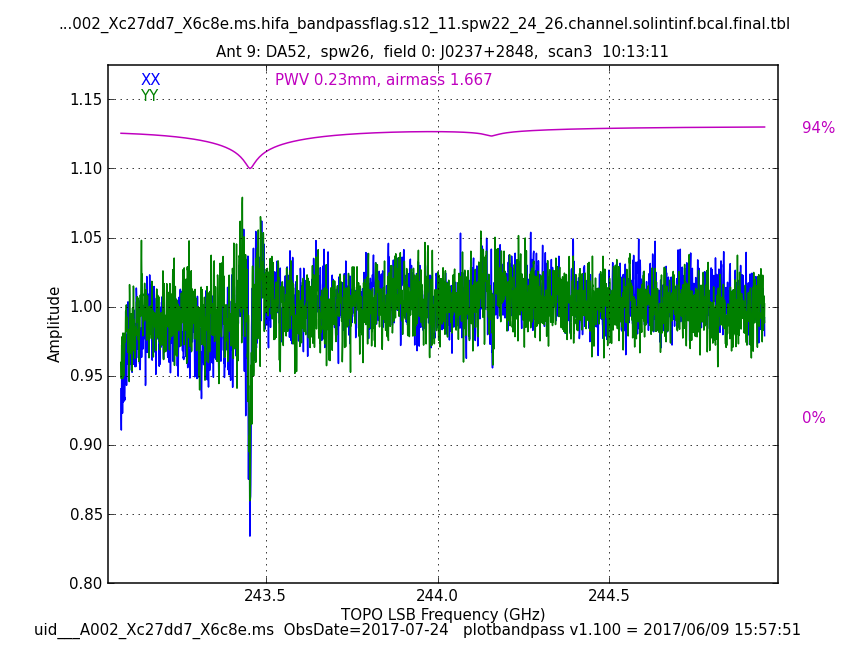 ...002_Xc27dd7_X6c8e.ms.hifa_bandpassflag.s12_11.spw22_24_26.channel.solintinf.bcal.final.tbl
Ant 9: DA52,  spw26,  field 0: J0237+2848,  scan3  10:13:11
XX
PWV 0.23mm, airmass 1.667
YY
1.15
94%
1.10
1.05
1.00
Amplitude
0.95
0%
0.90
0.85
0.80
243.5
244.0
244.5
TOPO LSB Frequency (GHz)
uid___A002_Xc27dd7_X6c8e.ms  ObsDate=2017-07-24   plotbandpass v1.100 = 2017/06/09 15:57:51